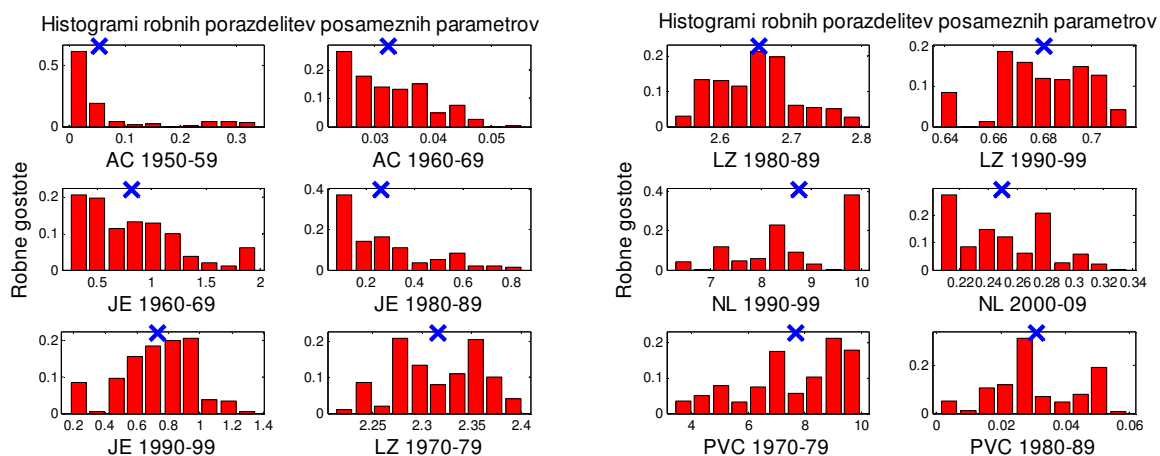 Histogrami robnih porazdelitev posameznih parametrov
Robne gostote
0.5
0
0 0.1 0.2 0.3
AC 1950-59
0.2
0.1
0
0.03 0.04 0.05
AC 1960-69
0.2
0.1
0
0.5 1 1.5 2
JE 1960-69
0.4
0.2
0
0.2 0.4 0.6 0.8
JE 1980-89
0.2
0.1
0
0.2 0.4 0.6 0.8 1 1.2 1.4
JE 1990-99
0.2
0.1
0
2.25 2.3 2.35 2.4
LZ 1970-79
Histogrami robnih porazdelitev posameznih parametrov
Robne gostote
0.2
0.1
0
2.6 2.7 2.8
LZ 1980-89
0.2
0.1
0
0.64 0.66 0.68 0.7
LZ 1990-99
0.4
0.2
0
7 8 9 10
NL 1990-99
0.2
0.1
0
0.22 0.24 0.26 0.28 0.3 0.32 0.34
NL 2000-09
0.2
0.1
0
4 6 8 10
PVC 1970-79
0.2
0
0 0.02 0.04 0.06
PVC 1980-89